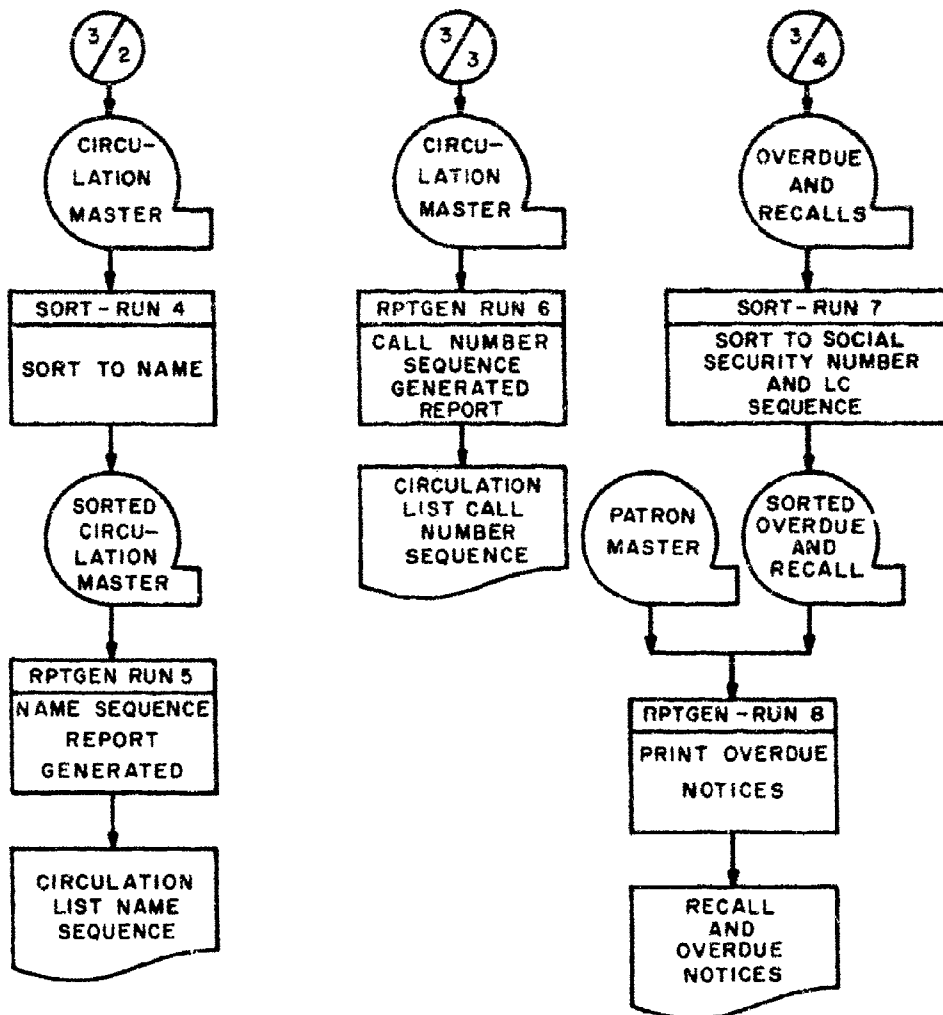 3/2
CIRCU-
LATION
MASTER
SORT-RUN 4
SORT TO NAME
SORTED
CIRCU-
LATION
MASTER
RPTGEN RUN 5
NAME SEQUENCE
REPORT
GENERATED
CIRCULATION
LIST NAME
SEQUENCE
3/3
CIRCU-
LATION
MASTER
RPTGEN RUN 6
CALL NUMBER
SEQUENCE
GENERATED
REPORT
CIRCULATION
LIST CALL
NUMBER
SEQUENCE
3/4
OVERDUE
AND
RECALLS
SORT-RUN 7
SORT TO SOCIAL
SECURITY NUMBER
AND LC
SEQUENCE
PATRON
MASTER
SORTED
OVERDUE
AND
RECALL
RPTGEN-RUN 8
PRINT OVERDUE
NOTICES
RECALL
AND
OVERDUE
NOTICES